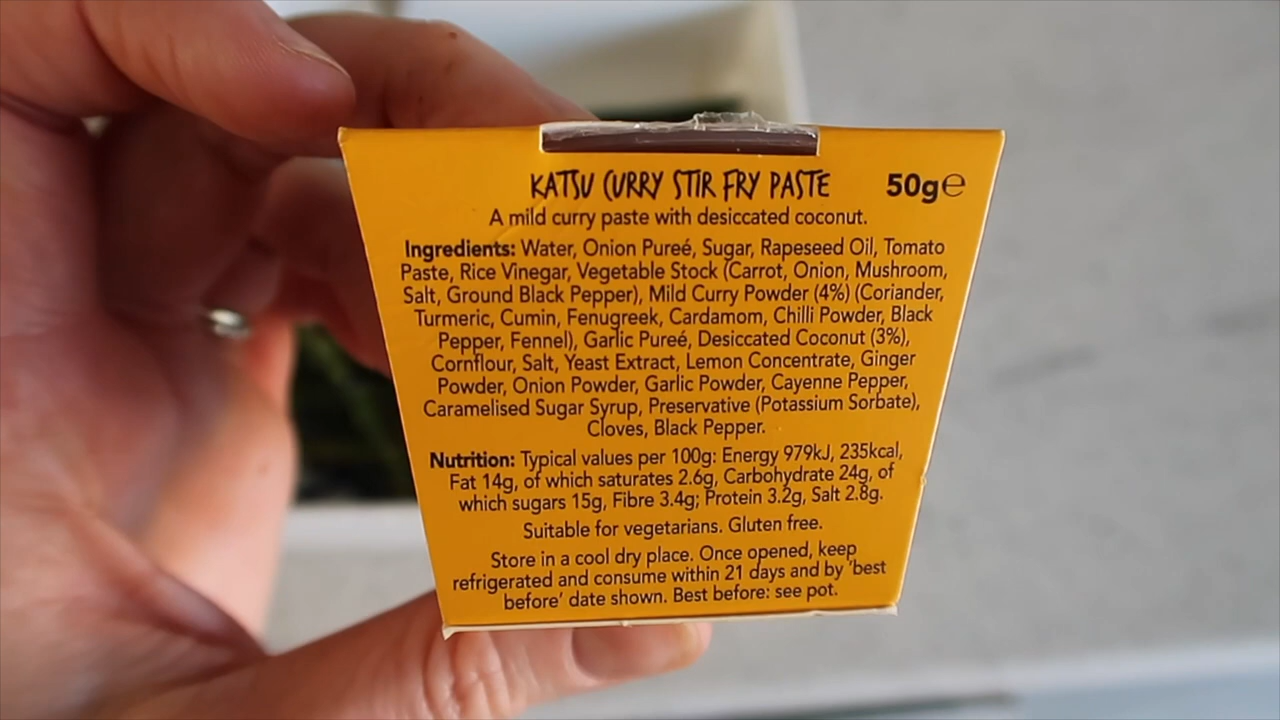 KATSU CURRY STIR FRY PASTE 50g℮
A mild curry paste with desiccated coconut.
Ingredients: Water, Onion Pureé, Sugar, Rapeseed Oil, Tomato
Paste, Rice Vinegar, Vegetable Stock (Carrot, Onion, Mushroom,
Salt, Ground Black Pepper), Mild Curry Powder (4%) (Coriander,
Turmeric, Cumin, Fenugreek, Cardamom, Chilli Powder, Black
Pepper, Fennel), Garlic Pureé, Desiccated Coconut (3%),
Cornflour, Salt, Yeast Extract, Lemon Concentrate, Ginger
Powder, Onion Powder, Garlic Powder, Cayenne Pepper,
Caramelised Sugar Syrup, Preservative (Potassium Sorbate),
Cloves, Black Pepper.
Nutrition: Typical values per 100g: Energy 979kJ, 235kcal,
Fat 14g, of which saturates 2.6g, Carbohydrate 24g, of
which sugars 15g, Fibre 3.4g; Protein 3.2g, Salt 2.8g.
Suitable for vegetarians. Gluten free.
Store in a cool dry place. Once opened, keep
refrigerated and consume within 21 days and by 'best
before' date shown. Best before: see pot.